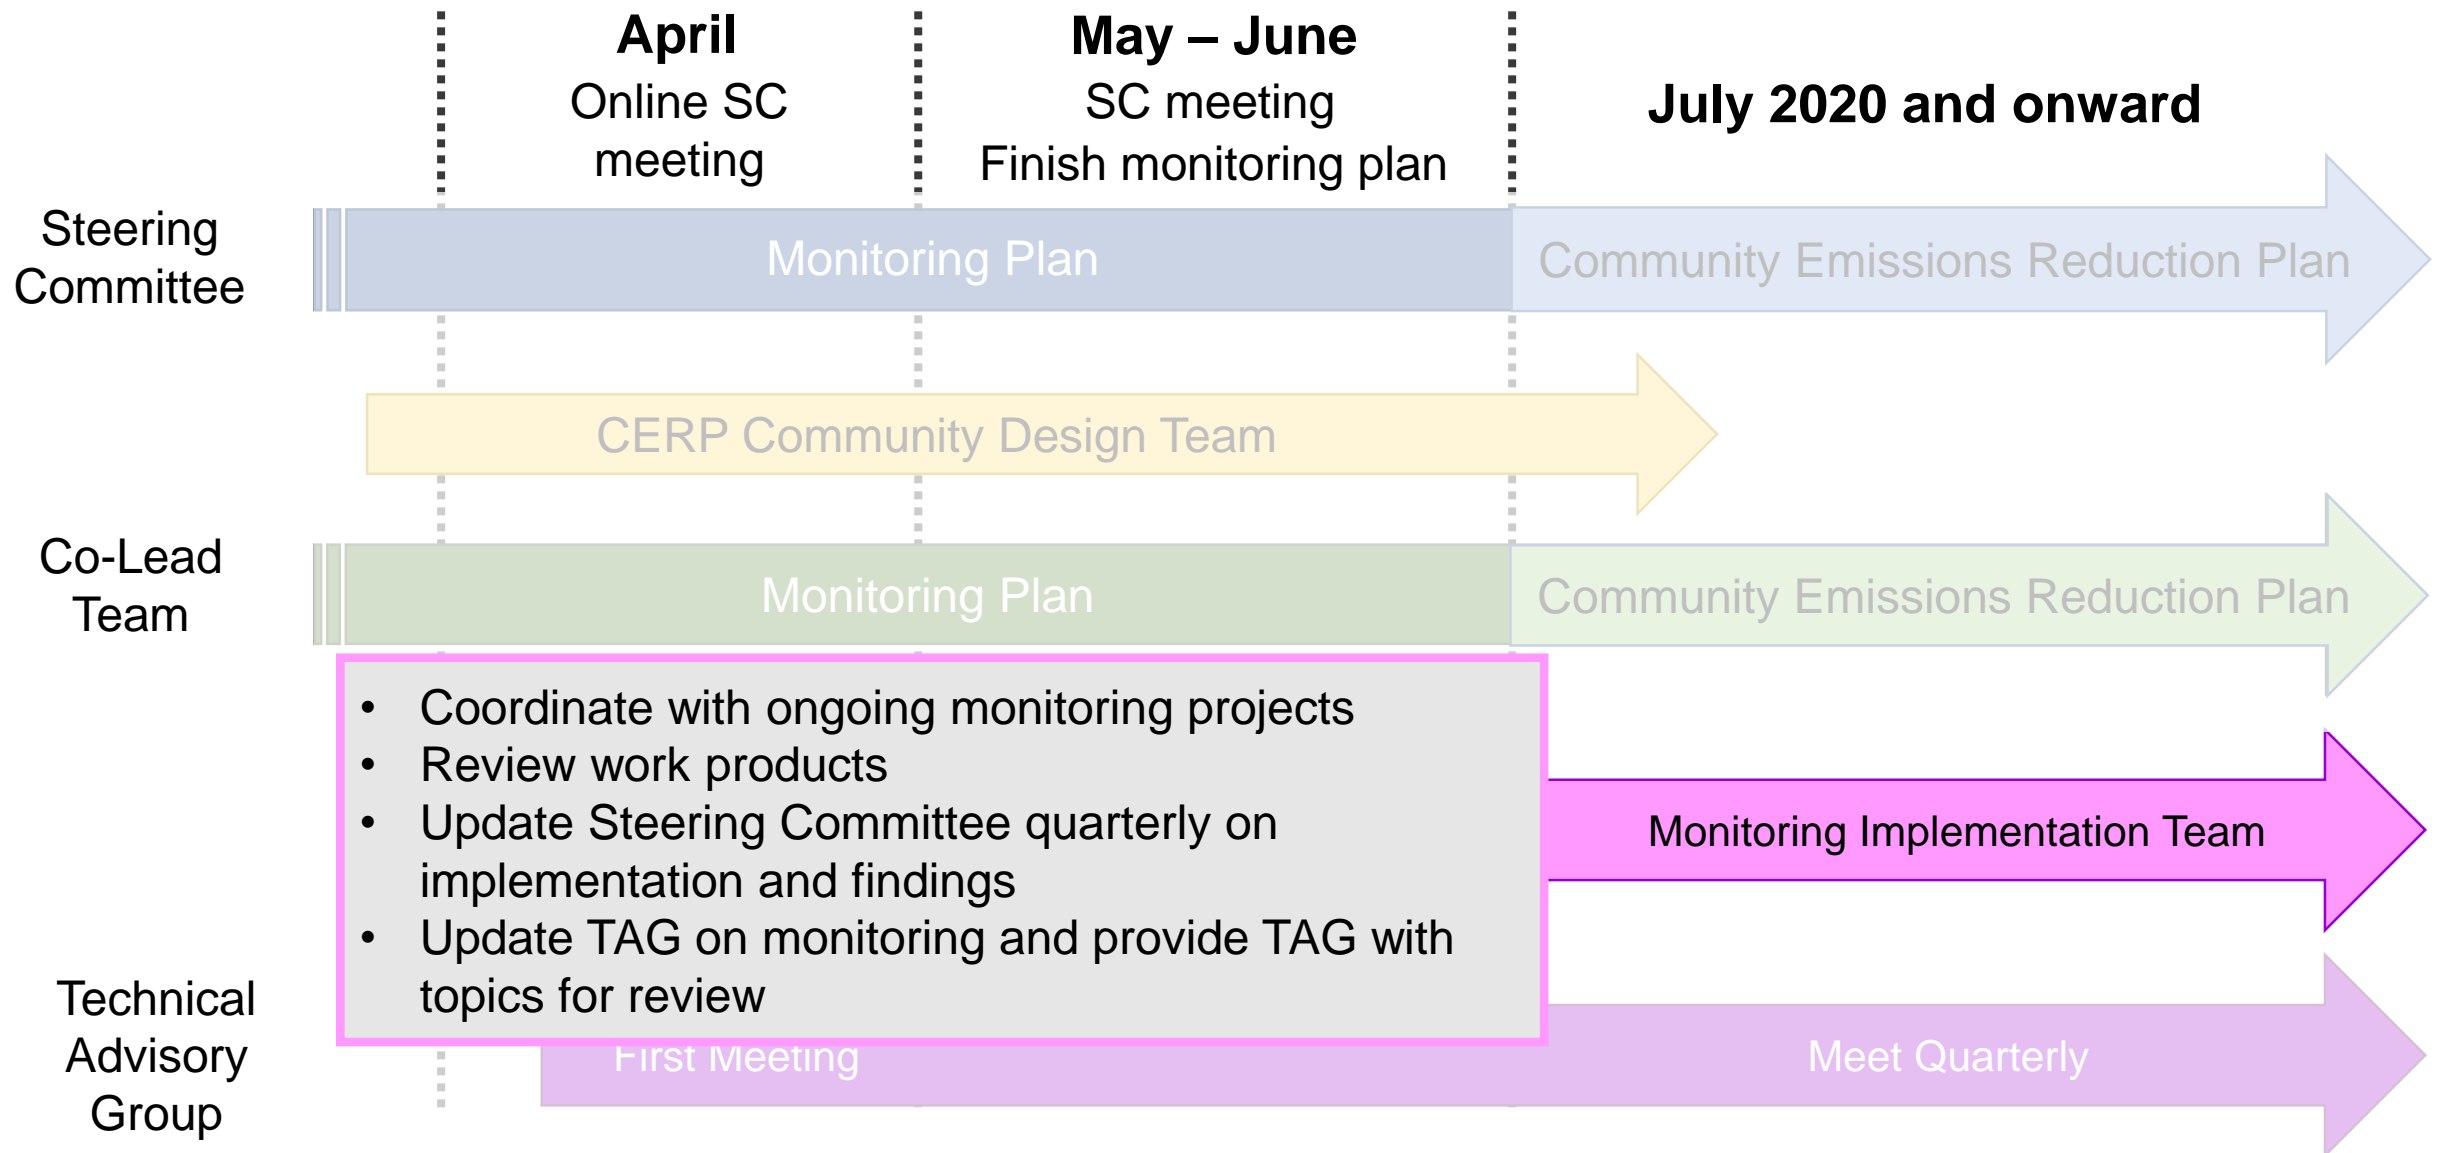 April
Online SC
meeting
May – June
SC meeting
Finish monitoring plan
July 2020 and onward
Steering
Committee
Monitoring Plan
Community Emissions Reduction Plan
CERP Community Design Team
Co-Lead
Team
Monitoring Plan
Community Emissions Reduction Plan
• Coordinate with ongoing monitoring projects
• Review work products
• Update Steering Committee quarterly on
implementation and findings
• Update TAG on monitoring and provide TAG with
topics for review
Monitoring Implementation Team
Technical
Advisory
Group
First Meeting
Meet Quarterly